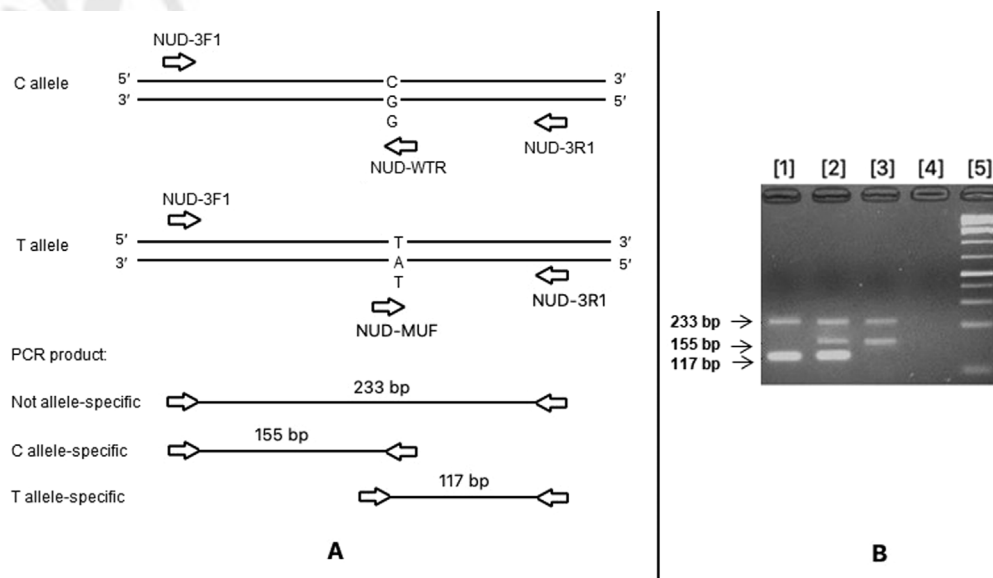 NUD-3F1
C allele
5′ C 3′
3′ G 5′
G
NUD-WTR
NUD-3R1
NUD-3F1
T allele
5′ T 3′
3′ A 5′
T
NUD-MUF
NUD-3R1
PCR product:
Not allele-specific
233 bp
C allele-specific
155 bp
T allele-specific
117 bp
A
[1] [2] [3] [4] [5]
233 bp
155 bp
117 bp
B